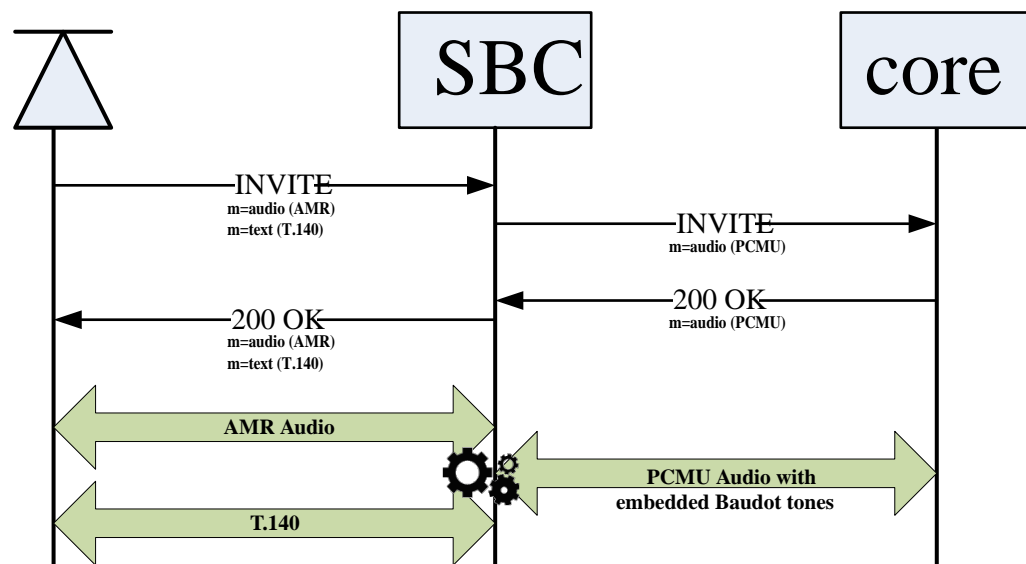 SBC
core
INVITE
m=audio (AMR)
m=text (T.140)
INVITE
m=audio (PCMU)
200 OK
m=audio (PCMU)
200 OK
m=audio (AMR)
m=text (T.140)
AMR Audio
PCMU Audio with
embedded Baudot tones
T.140